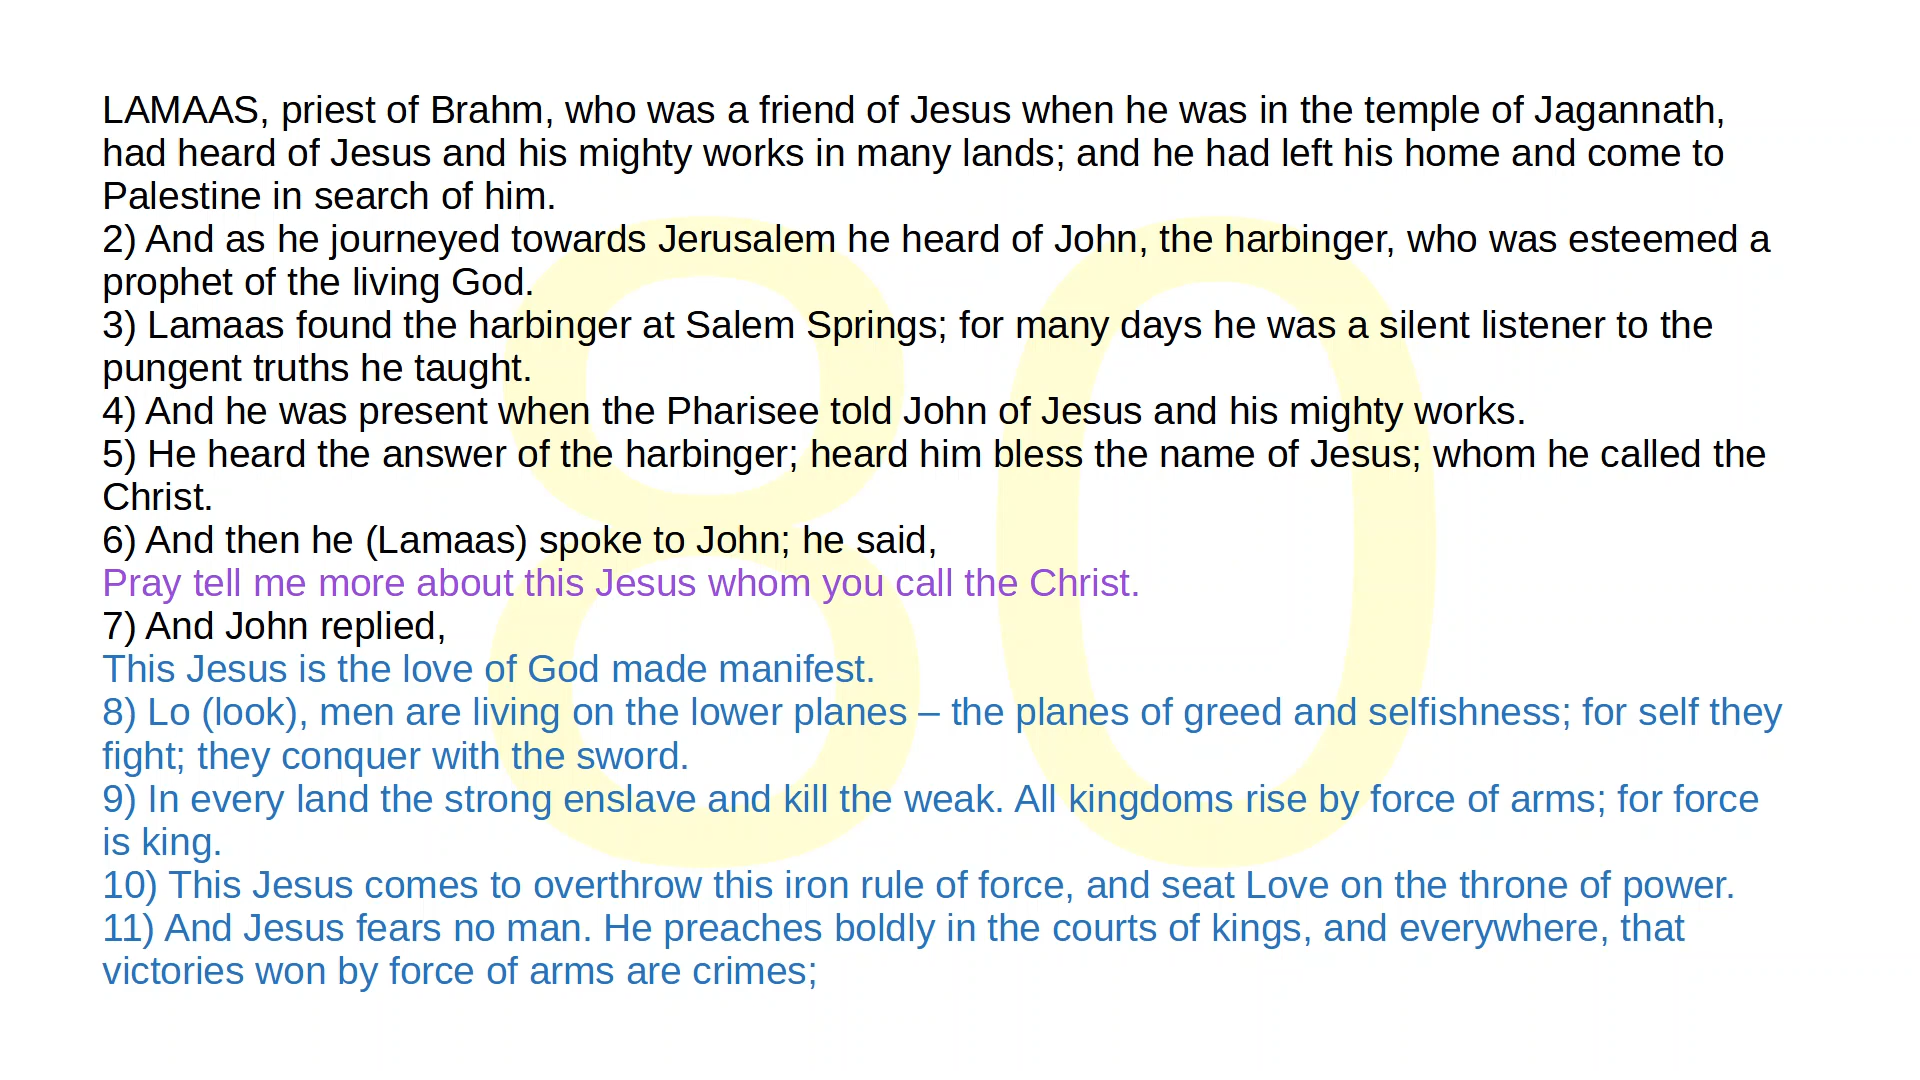 LAMAAS, priest of Brahm, who was a friend of Jesus when he was in the temple of Jagannath,
had heard of Jesus and his mighty works in many lands; and he had left his home and come to
Palestine in search of him.
2) And as he journeyed towards Jerusalem he heard of John, the harbinger, who was esteemed a
prophet of the living God.
3) Lamaas found the harbinger at Salem Springs; for many days he was a silent listener to the
pungent truths he taught.
4) And he was present when the Pharisee told John of Jesus and his mighty works.
5) He heard the answer of the harbinger; heard him bless the name of Jesus; whom he called the
Christ.
6) And then he (Lamaas) spoke to John; he said,
Pray tell me more about this Jesus whom you call the Christ.
7) And John replied,
This Jesus is the love of God made manifest.
8) Lo (look), men are living on the lower planes – the planes of greed and selfishness; for self they
fight; they conquer with the sword.
9) In every land the strong enslave and kill the weak. All kingdoms rise by force of arms; for force
is king.
10) This Jesus comes to overthrow this iron rule of force, and seat Love on the throne of power.
11) And Jesus fears no man. He preaches boldly in the courts of kings, and everywhere, that
victories won by force of arms are crimes;
80